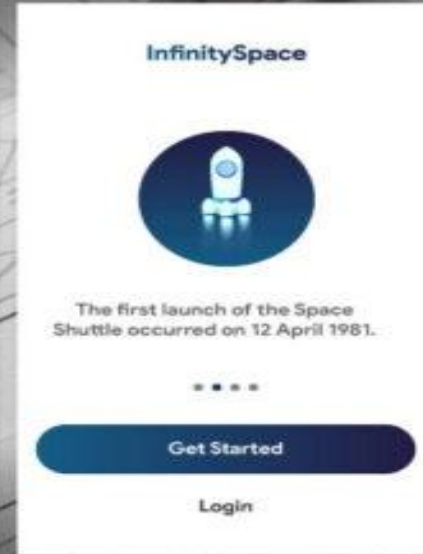 InfinitySpace
The first launch of the Space
Shuttle occurred on 12 April 1981.
Get Started
Login